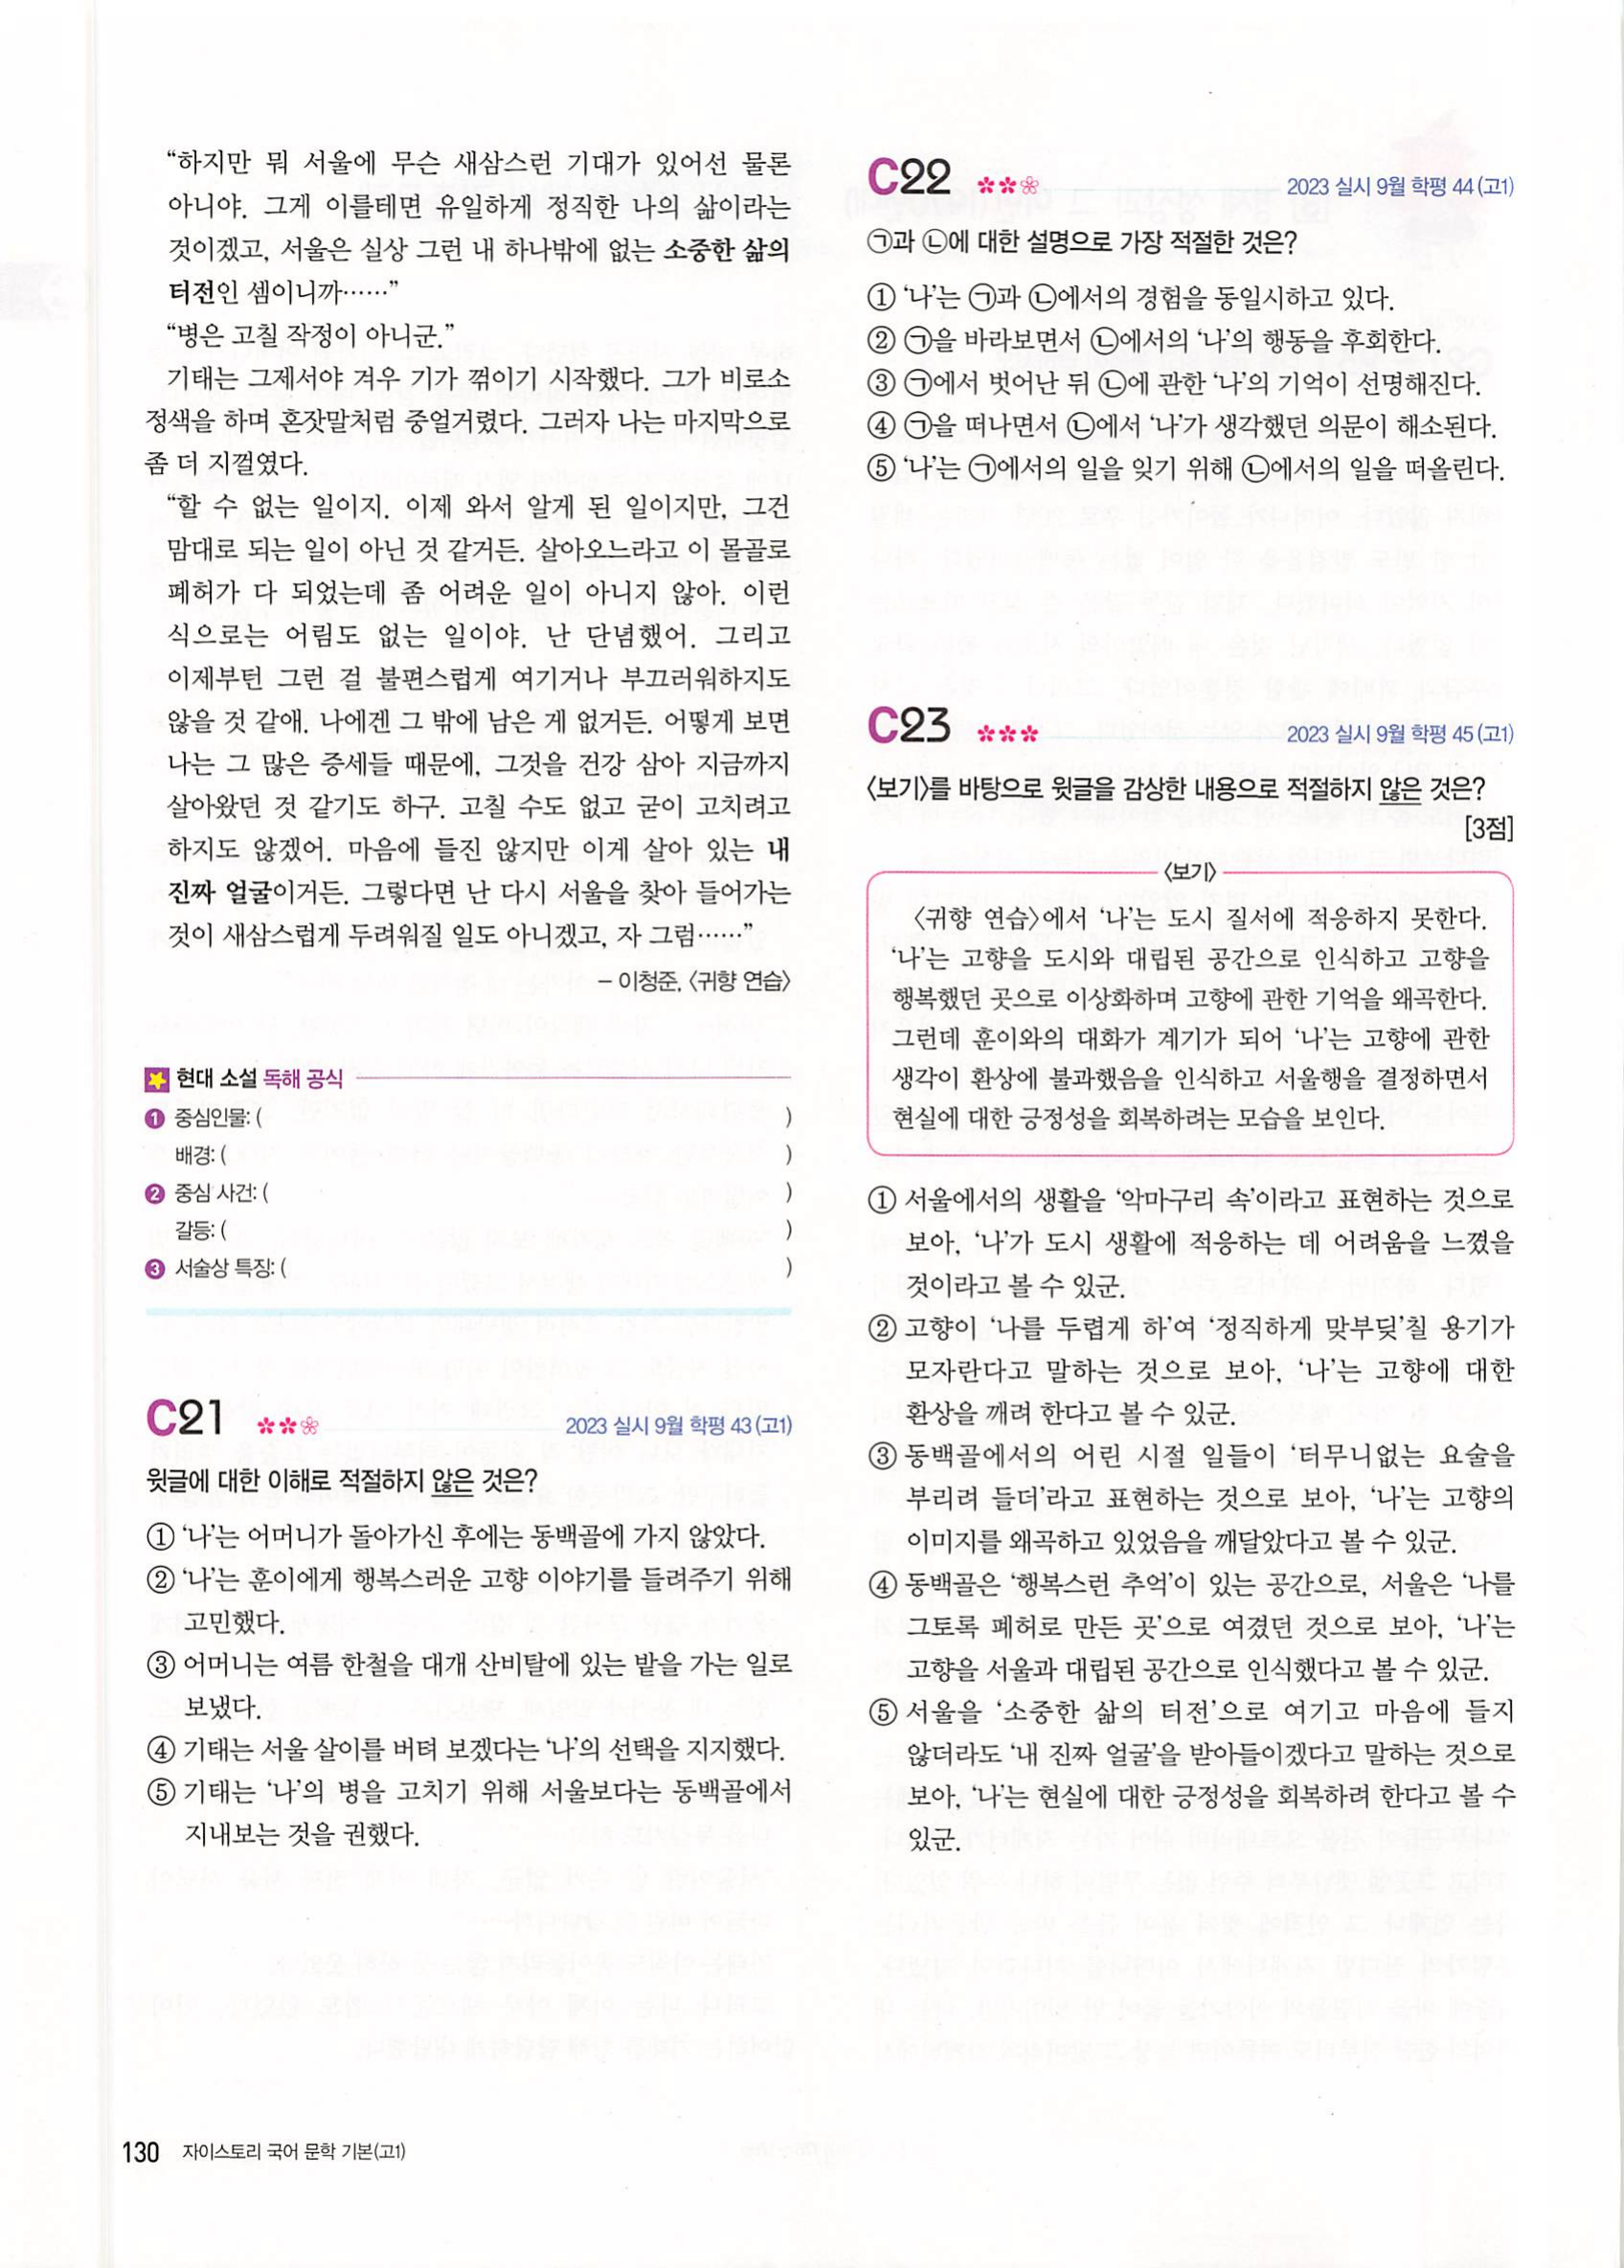 “하지만 뭐 서울에 무슨 새삼스런 기대가 있어선 물론
아니야. 그게 이를테면 유일하게 정직한 나의 삶이라는
것이겠고, 서울은 실상 그런 내 하나밖에 없는 소중한 삶의
터전인 셈이니까……”
“병은 고칠 작정이 아니군.”
기태는 그제서야 겨우 기가 꺾이기 시작했다. 그가 비로소
정색을 하며 혼잣말처럼 중얼거렸다. 그러자 나는 마지막으로
좀 더 지껄였다.
“할 수 없는 일이지. 이제 와서 알게 된 일이지만, 그건
맘대로 되는 일이 아닌 것 같거든. 살아오느라고 이 몰골로
폐허가 다 되었는데 좀 어려운 일이 아니지 않아. 이런
식으로는 어림도 없는 일이야. 난 단념했어. 그리고
이제부턴 그런 걸 불편스럽게 여기거나 부끄러워하지도
않을 것 같애. 나에겐 그 밖에 남은 게 없거든. 어떻게 보면
나는 그 많은 증세들 때문에, 그것을 건강 삼아 지금까지
살아왔던 것 같기도 하구. 고칠 수도 없고 굳이 고치려고
하지도 않겠어. 마음에 들진 않지만 이게 살아 있는 내
진짜 얼굴이거든. 그렇다면 난 다시 서울을 찾아 들어가는
것이 새삼스럽게 두려워질 일도 아니겠고, 자 그럼……”
– 이청준, 〈귀향 연습〉
현대 소설 독해 공식
❶ 중심인물: ( )
배경: ( )
❷ 중심 사건: ( )
갈등: ( )
❸ 서술상 특징: ( )
C21 2023 실시 9월 학평 43 (고1)
윗글에 대한 이해로 적절하지 않은 것은?
① ‘나’는 어머니가 돌아가신 후에는 동백골에 가지 않았다.
② ‘나’는 훈이에게 행복스러운 고향 이야기를 들려주기 위해
고민했다.
③ 어머니는 여름 한철을 대개 산비탈에 있는 밭을 가는 일로
보냈다.
④ 기태는 서울 살이를 버텨 보겠다는 ‘나’의 선택을 지지했다.
⑤ 기태는 ‘나’의 병을 고치기 위해 서울보다는 동백골에서
지내보는 것을 권했다.
C22 2023 실시 9월 학평 44 (고1)
㉠과 ㉡에 대한 설명으로 가장 적절한 것은?
① ‘나’는 ㉠과 ㉡에서의 경험을 동일시하고 있다.
② ㉠을 바라보면서 ㉡에서의 ‘나’의 행동을 후회한다.
③ ㉠에서 벗어난 뒤 ㉡에 관한 ‘나’의 기억이 선명해진다.
④ ㉠을 떠나면서 ㉡에서 ‘나’가 생각했던 의문이 해소된다.
⑤ ‘나’는 ㉠에서의 일을 잊기 위해 ㉡에서의 일을 떠올린다.
C23 2023 실시 9월 학평 45 (고1)
〈보기〉를 바탕으로 윗글을 감상한 내용으로 적절하지 않은 것은?
[3점]
〈보기〉
〈귀향 연습〉에서 ‘나’는 도시 질서에 적응하지 못한다.
‘나’는 고향을 도시와 대립된 공간으로 인식하고 고향을
행복했던 곳으로 이상화하며 고향에 관한 기억을 왜곡한다.
그런데 훈이와의 대화가 계기가 되어 ‘나’는 고향에 관한
생각이 환상에 불과했음을 인식하고 서울행을 결정하면서
현실에 대한 긍정성을 회복하려는 모습을 보인다.
① 서울에서의 생활을 ‘악마구리 속’이라고 표현하는 것으로
보아, ‘나’가 도시 생활에 적응하는 데 어려움을 느꼈을
것이라고 볼 수 있군.
② 고향이 ‘나를 두렵게 하’여 ‘정직하게 맞부딪’칠 용기가
모자란다고 말하는 것으로 보아, ‘나’는 고향에 대한
환상을 깨려 한다고 볼 수 있군.
③ 동백골에서의 어린 시절 일들이 ‘터무니없는 요술을
부리려 들더’라고 표현하는 것으로 보아, ‘나’는 고향의
이미지를 왜곡하고 있었음을 깨달았다고 볼 수 있군.
④ 동백골은 ‘행복스런 추억’이 있는 공간으로, 서울은 ‘나를
그토록 폐허로 만든 곳’으로 여겼던 것으로 보아, ‘나’는
고향을 서울과 대립된 공간으로 인식했다고 볼 수 있군.
⑤ 서울을 ‘소중한 삶의 터전’으로 여기고 마음에 들지
않더라도 ‘내 진짜 얼굴’을 받아들이겠다고 말하는 것으로
보아, ‘나’는 현실에 대한 긍정성을 회복하려 한다고 볼 수
있군.
130 자이스토리 국어 문학 기본(고1)